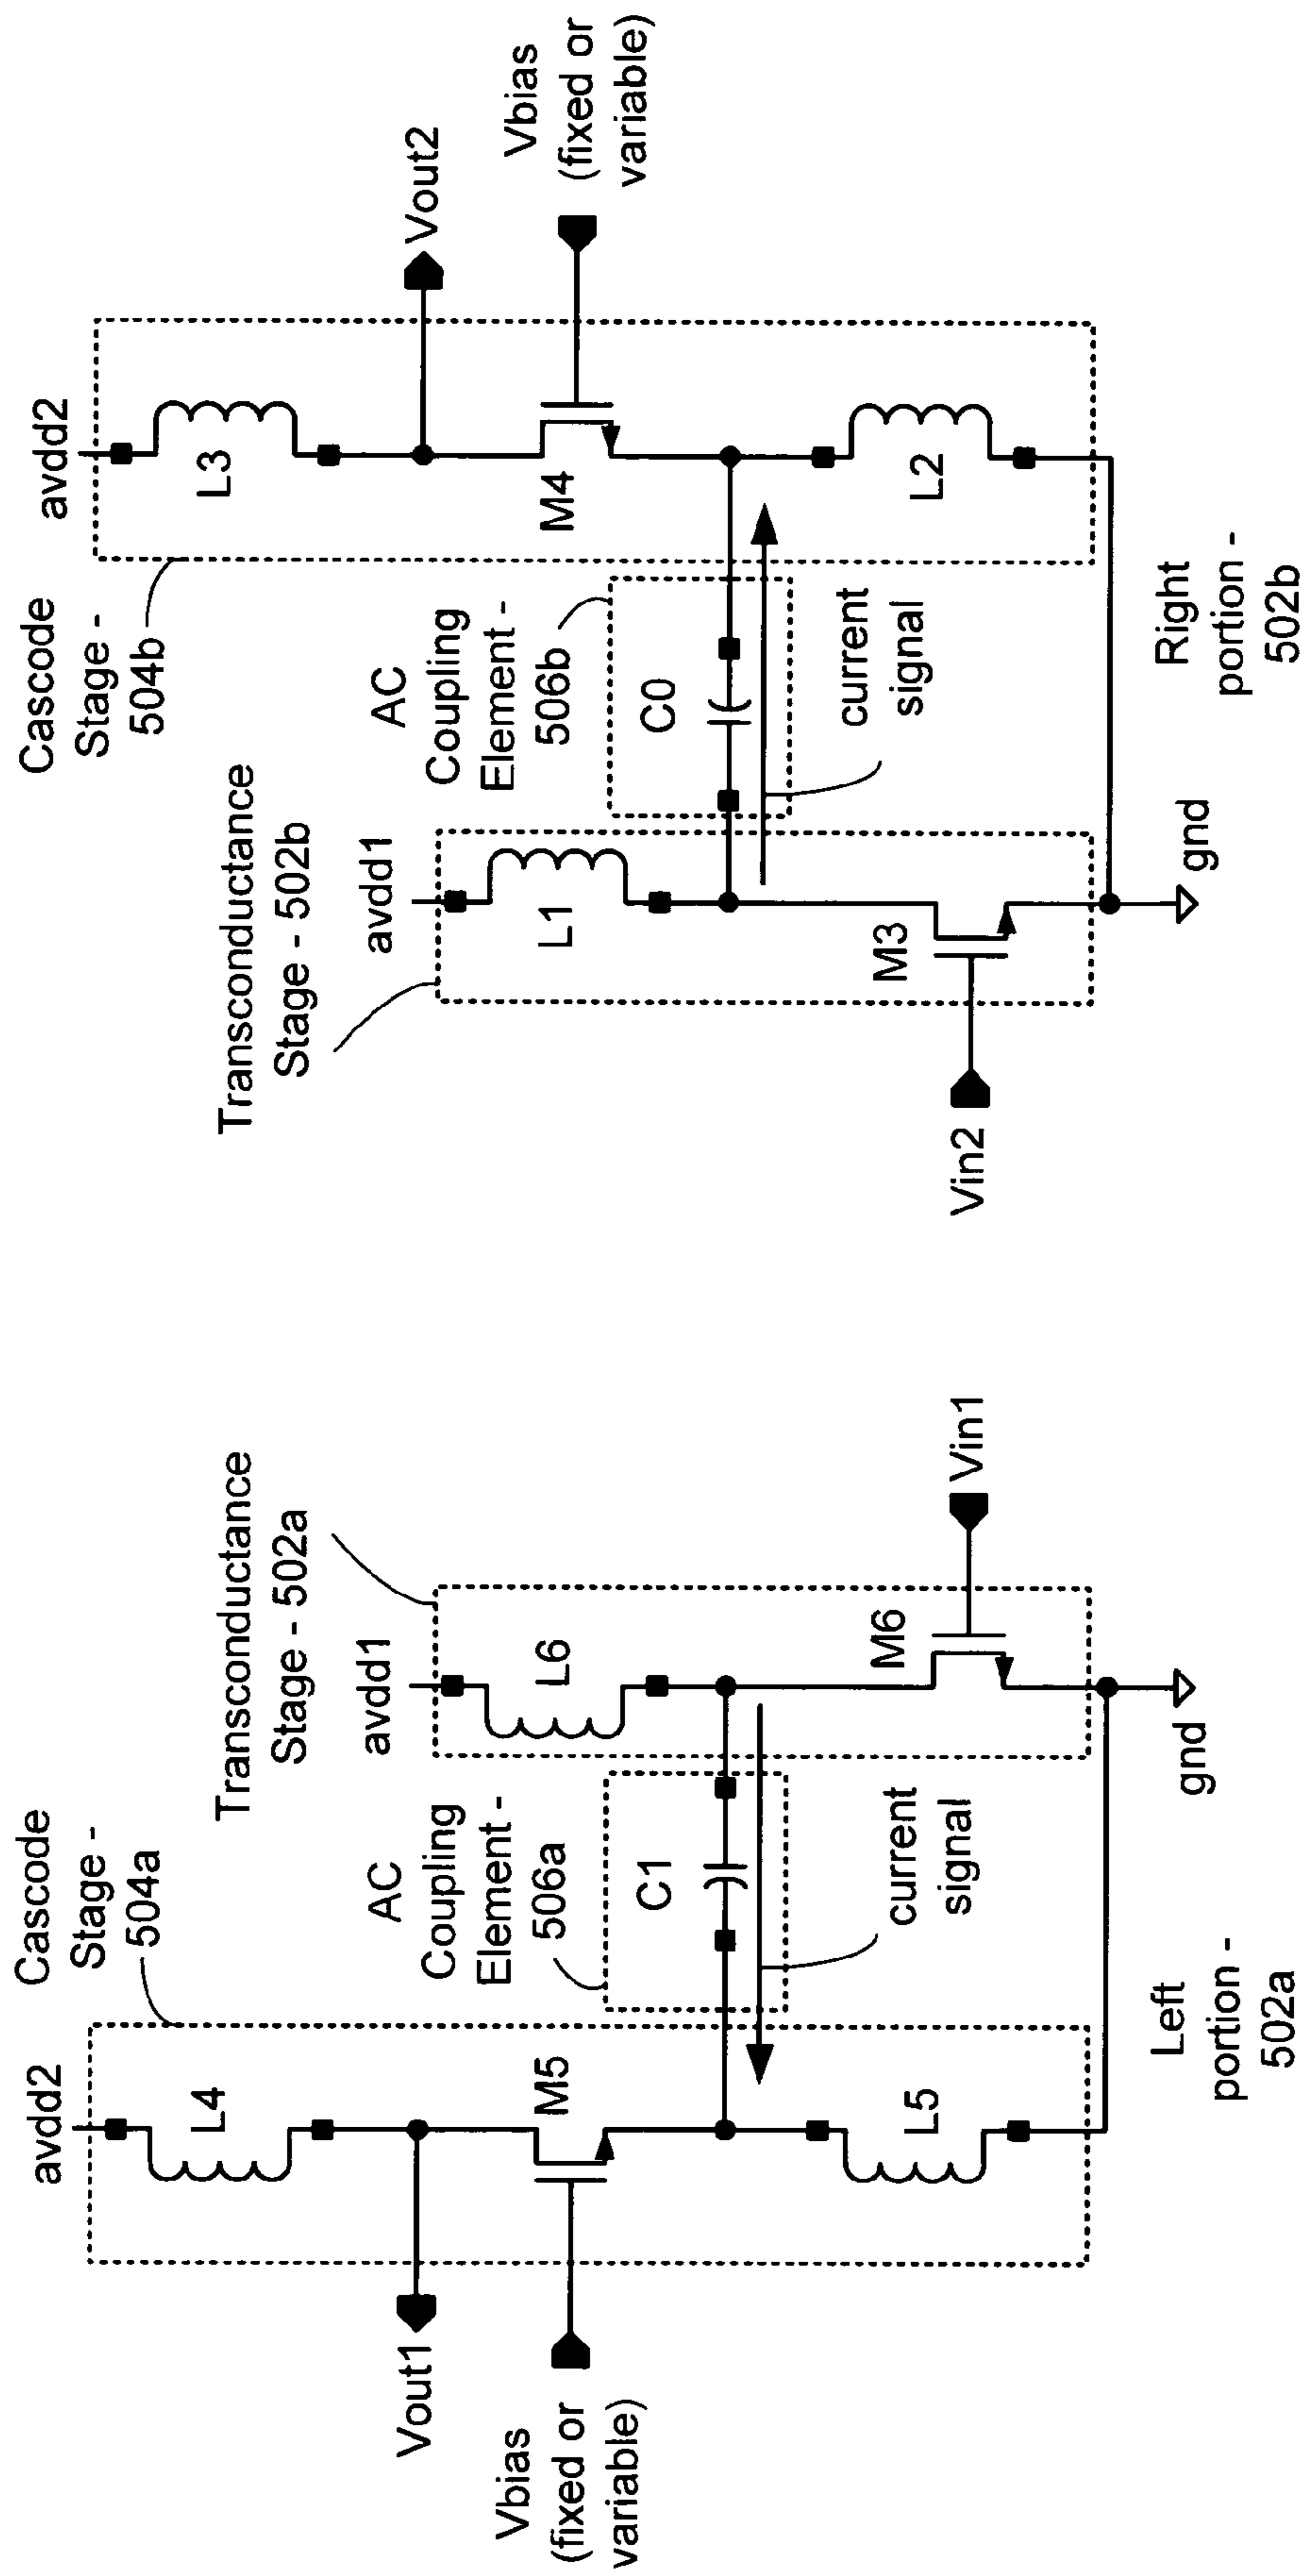 Cascode
Stage -
504a
avdd2
L4
Vout1
M5
Vbias
(fixed or
variable)
L5
Transconductance
Stage - 502a
avdd1
L6
AC
Coupling
Element -
506a
C1
current
signal
M6
Vin1
gnd
Left
portion -
502a
Transconductance
Stage - 502b
avdd1
L1
M3
Vin2
gnd
AC
Coupling
Element -
506b
C0
current
signal
Cascode
Stage -
504b
avdd2
L3
Vout2
M4
Vbias
(fixed or
variable)
L2
Right
portion -
502b